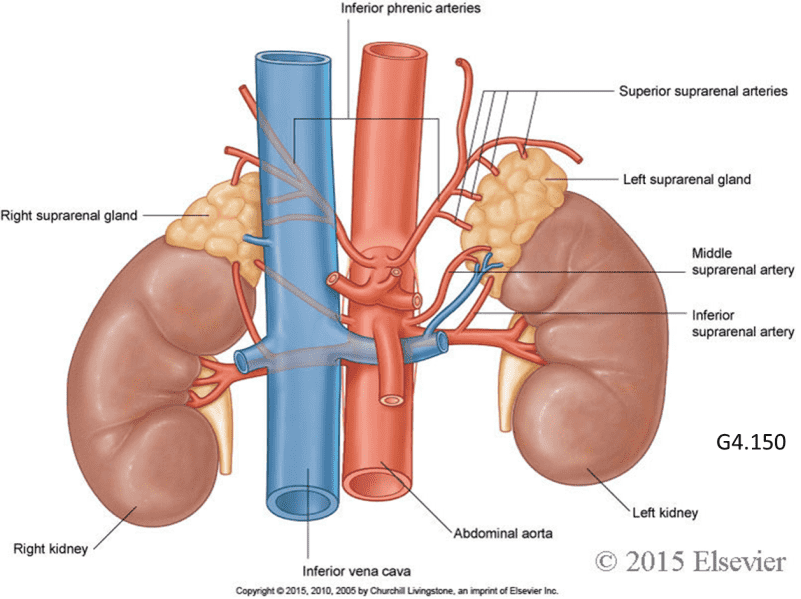 Inferior phrenic arteries
Superior suprarenal arteries
Left suprarenal gland
Right suprarenal gland
Middle
suprarenal artery
Inferior
suprarenal artery
G4.150
Left kidney
Abdominal aorta
Right kidney
© 2015 Elsevier
Inferior vena cava
Copyright © 2015, 2010, 2005 by Churchill Livingstone, an imprint of Elsevier Inc.